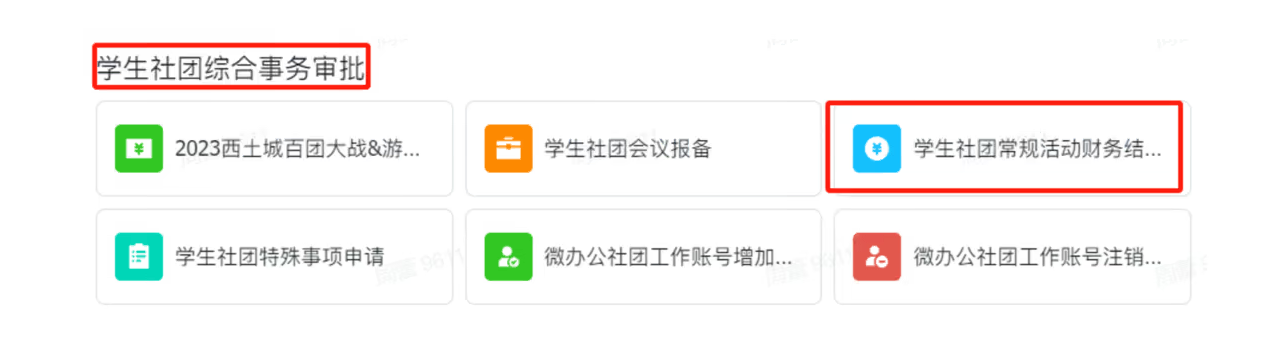 学生社团综合事务审批
2023西土城百团大战&游...
学生社团会议报备
学生社团常规活动财务结...
学生社团特殊事项申请
微办公社团工作账号增加...
微办公社团工作账号注销...